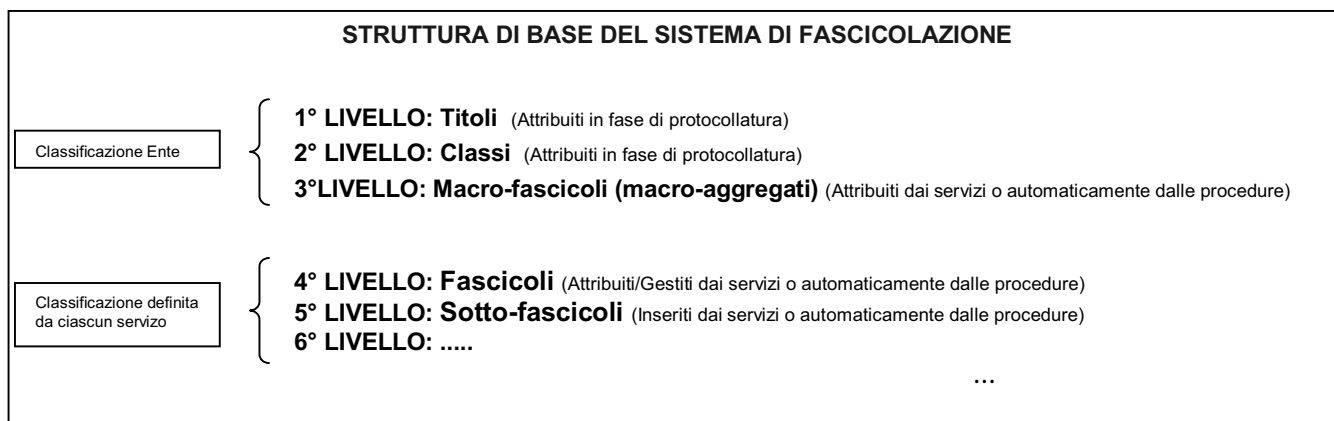 STRUTTURA DI BASE DEL SISTEMA DI FASCICOLAZIONE
Classificazione Ente
1° LIVELLO: Titoli (Attribuiti in fase di protocollatura)
2° LIVELLO: Classi (Attribuiti in fase di protocollatura)
3°LIVELLO: Macro-fascicoli (macro-aggregati) (Attribuiti dai servizi o automaticamente dalle procedure)
Classificazione definita
da ciascun servizo
4° LIVELLO: Fascicoli (Attribuiti/Gestiti dai servizi o automaticamente dalle procedure)
5° LIVELLO: Sotto-fascicoli (Inseriti dai servizi o automaticamente dalle procedure)
6° LIVELLO: .....
...